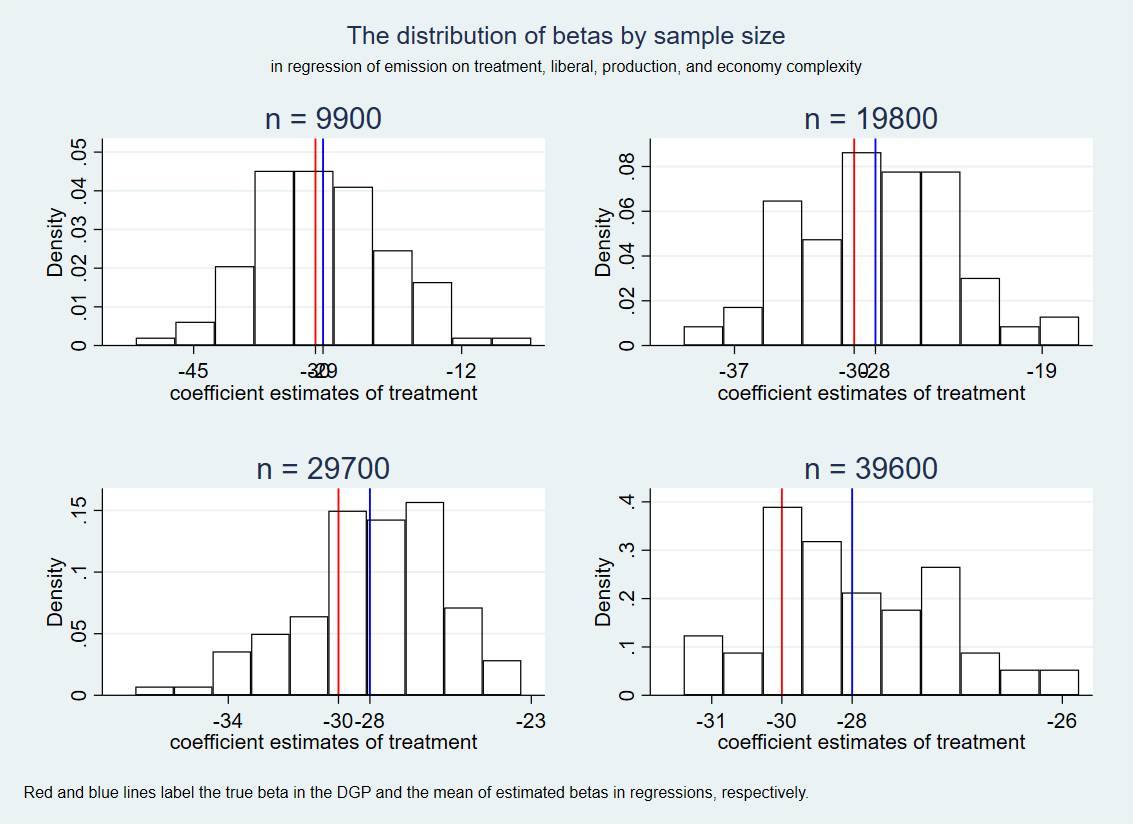 The distribution of betas by sample size
in regression of emission on treatment, liberal, production, and economy complexity
n = 9900
Density
0 .01 .02 .03 .04 .05
-45 -30 -29 -12
coefficient estimates of treatment
n = 19800
Density
0 .02 .04 .06 .08
-37 -30 -28 -19
coefficient estimates of treatment
n = 29700
Density
0 .05 .1 .15
-34 -30 -28 -23
coefficient estimates of treatment
n = 39600
Density
0 .1 .2 .3 .4
-31 -30 -28 -26
coefficient estimates of treatment
Red and blue lines label the true beta in the DGP and the mean of estimated betas in regressions, respectively.